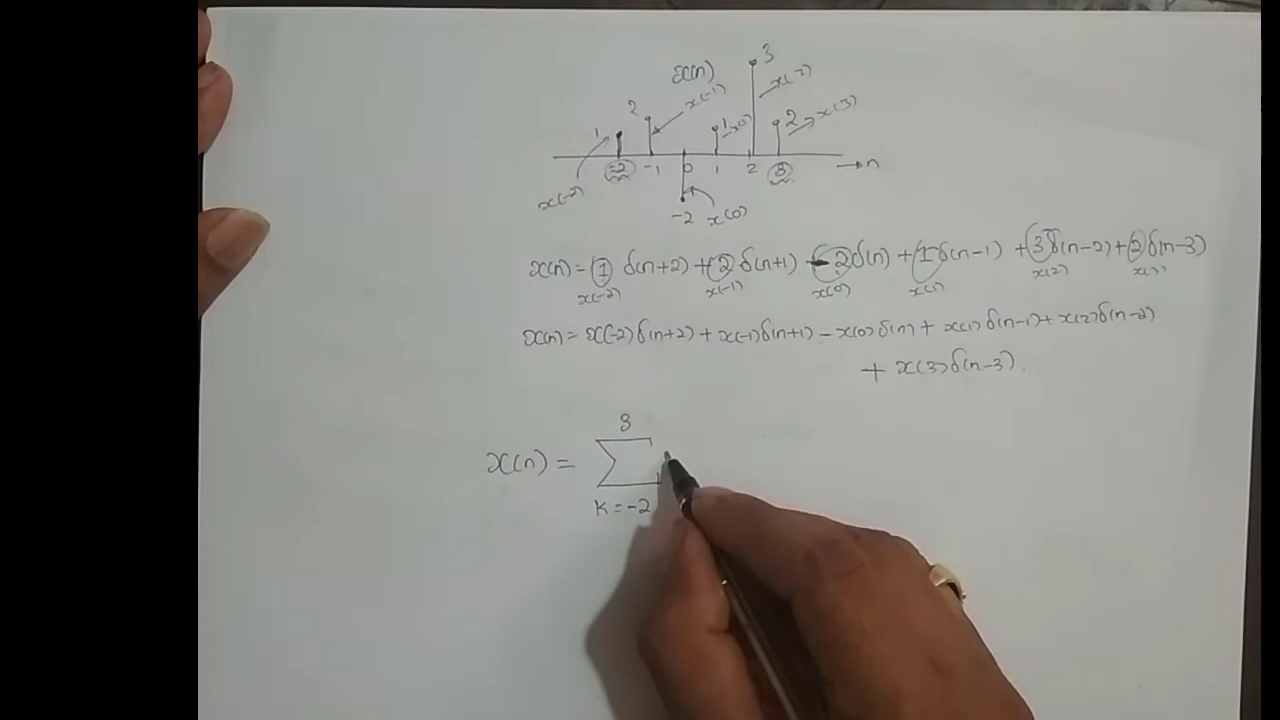 x(n)
3
2
1
1
2
x(-1)
x(1)
x(2)
x(3)
-2 -1 0 1 2 3 → n
x(-2)
-2
x(0)
x(n) = 1 δ(n+2) + 2 δ(n+1) - 2 δ(n) + 1 δ(n-1) + 3 δ(n-2) + 2 δ(n-3)
x(-2) x(-1) x(0) x(1) x(2) x(3)
x(n) = x(-2) δ(n+2) + x(-1) δ(n+1) - x(0) δ(n) + x(1) δ(n-1) + x(2) δ(n-2)
+ x(3) δ(n-3).
3
x(n) = Σ
K = -2